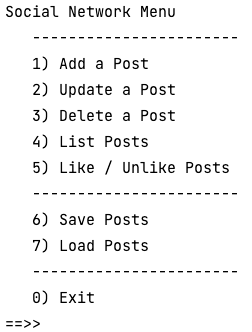 Social Network Menu
-----------------------
1) Add a Post
2) Update a Post
3) Delete a Post
4) List Posts
5) Like / Unlike Posts
-----------------------
6) Save Posts
7) Load Posts
-----------------------
0) Exit
==>>